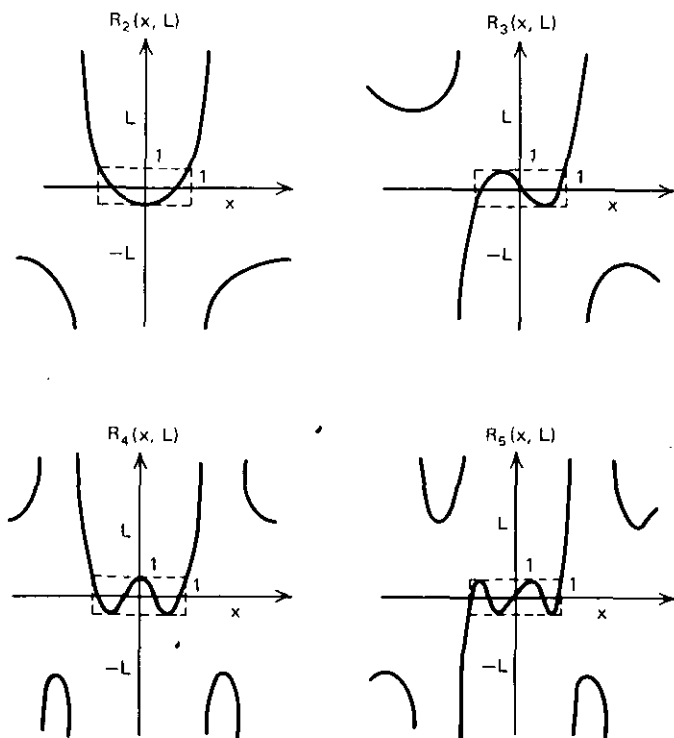 R₂(x, L)
L
1
1
x
−L
R₃(x, L)
L
1
1
x
−L
R₄(x, L)
L
1
1
x
−L
R₅(x, L)
L
1
1
x
−L